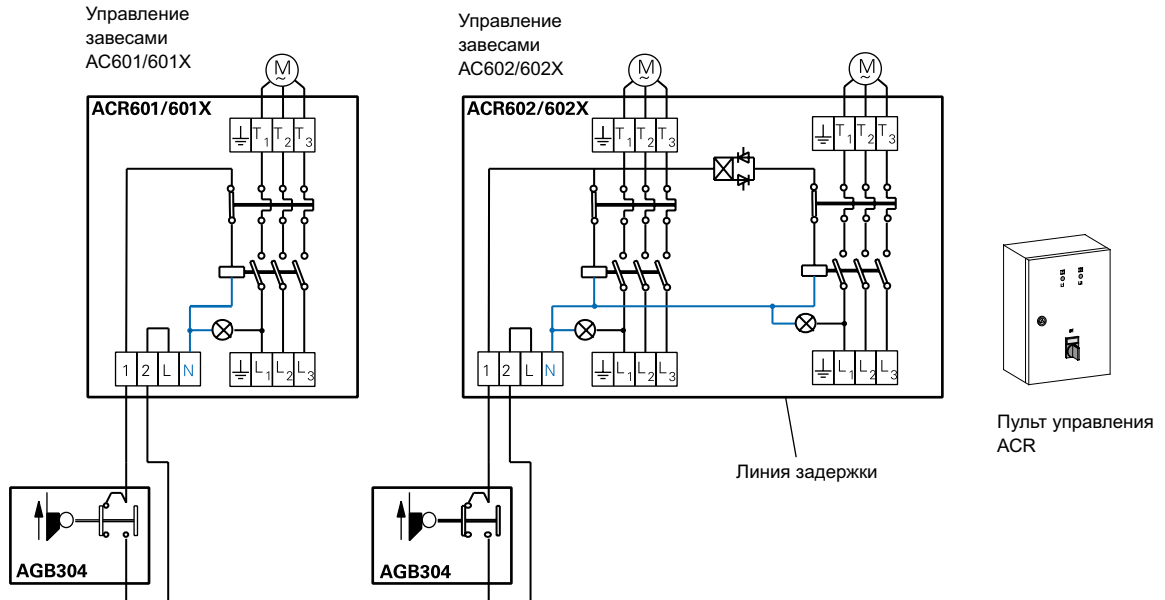 Управление
завесами
AC601/601X
Управление
завесами
AC602/602X
M
~
M
~
M
~
ACR601/601X
ACR602/602X
T1 T2 T3
T1 T2 T3
T1 T2 T3
1 2 L N
L1 L2 L3
1 2 L N
L1 L2 L3
L1 L2 L3
Пульт управления
ACR
Линия задержки
AGB304
AGB304